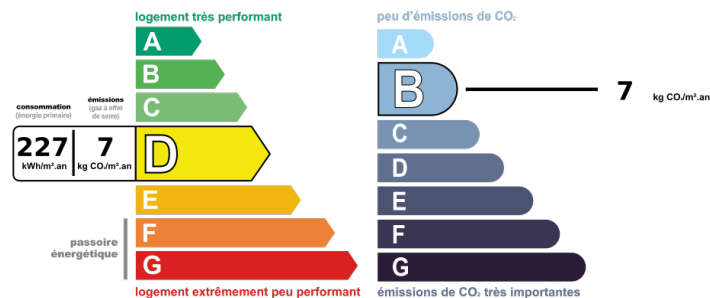 logement très performant
A
B
C
consommation
(énergie primaire)
émissions
(gaz à effet
de serre)
227
kWh/m².an
7
kg CO₂/m².an
D
E
F
G
passoire
énergétique
logement extrêmement peu performant
peu d'émissions de CO₂
A
B
7 kg CO₂/m².an
C
D
E
F
G
émissions de CO₂ très importantes